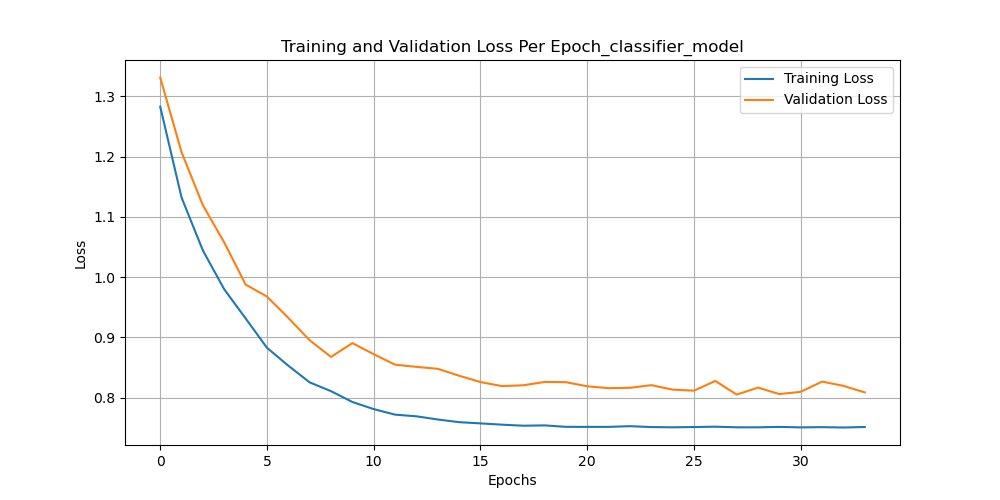 Training and Validation Loss Per Epoch_classifier_model
Training Loss
Validation Loss
1.3
1.2
1.1
1.0
0.9
0.8
Loss
0 5 10 15 20 25 30
Epochs